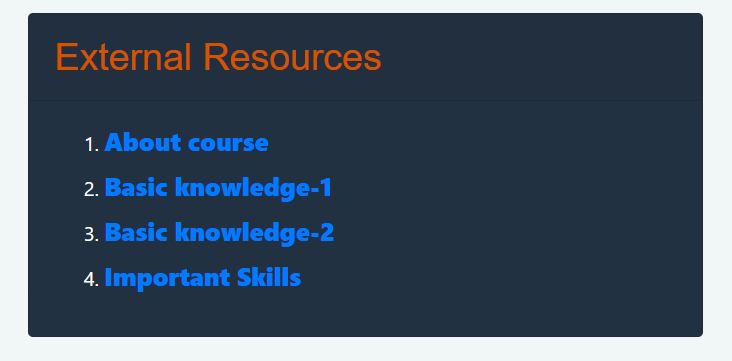 External Resources
1. About course
2. Basic knowledge-1
3. Basic knowledge-2
4. Important Skills